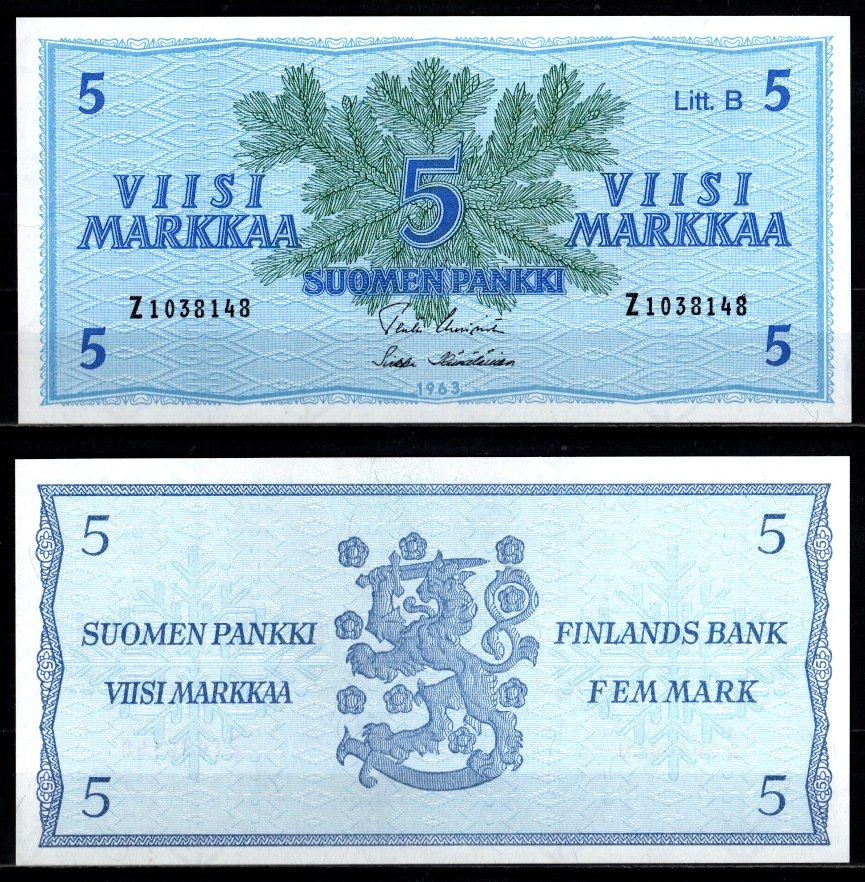 5
Litt. B 5
VIISI
MARKKAA
5
VIISI
MARKKAA
SUOMEN PANKKI
Z1038148
Z1038148
5
5
1963
5
5
SUOMEN PANKKI
VIISI MARKKAA
FINLANDS BANK
FEM MARK
5
5